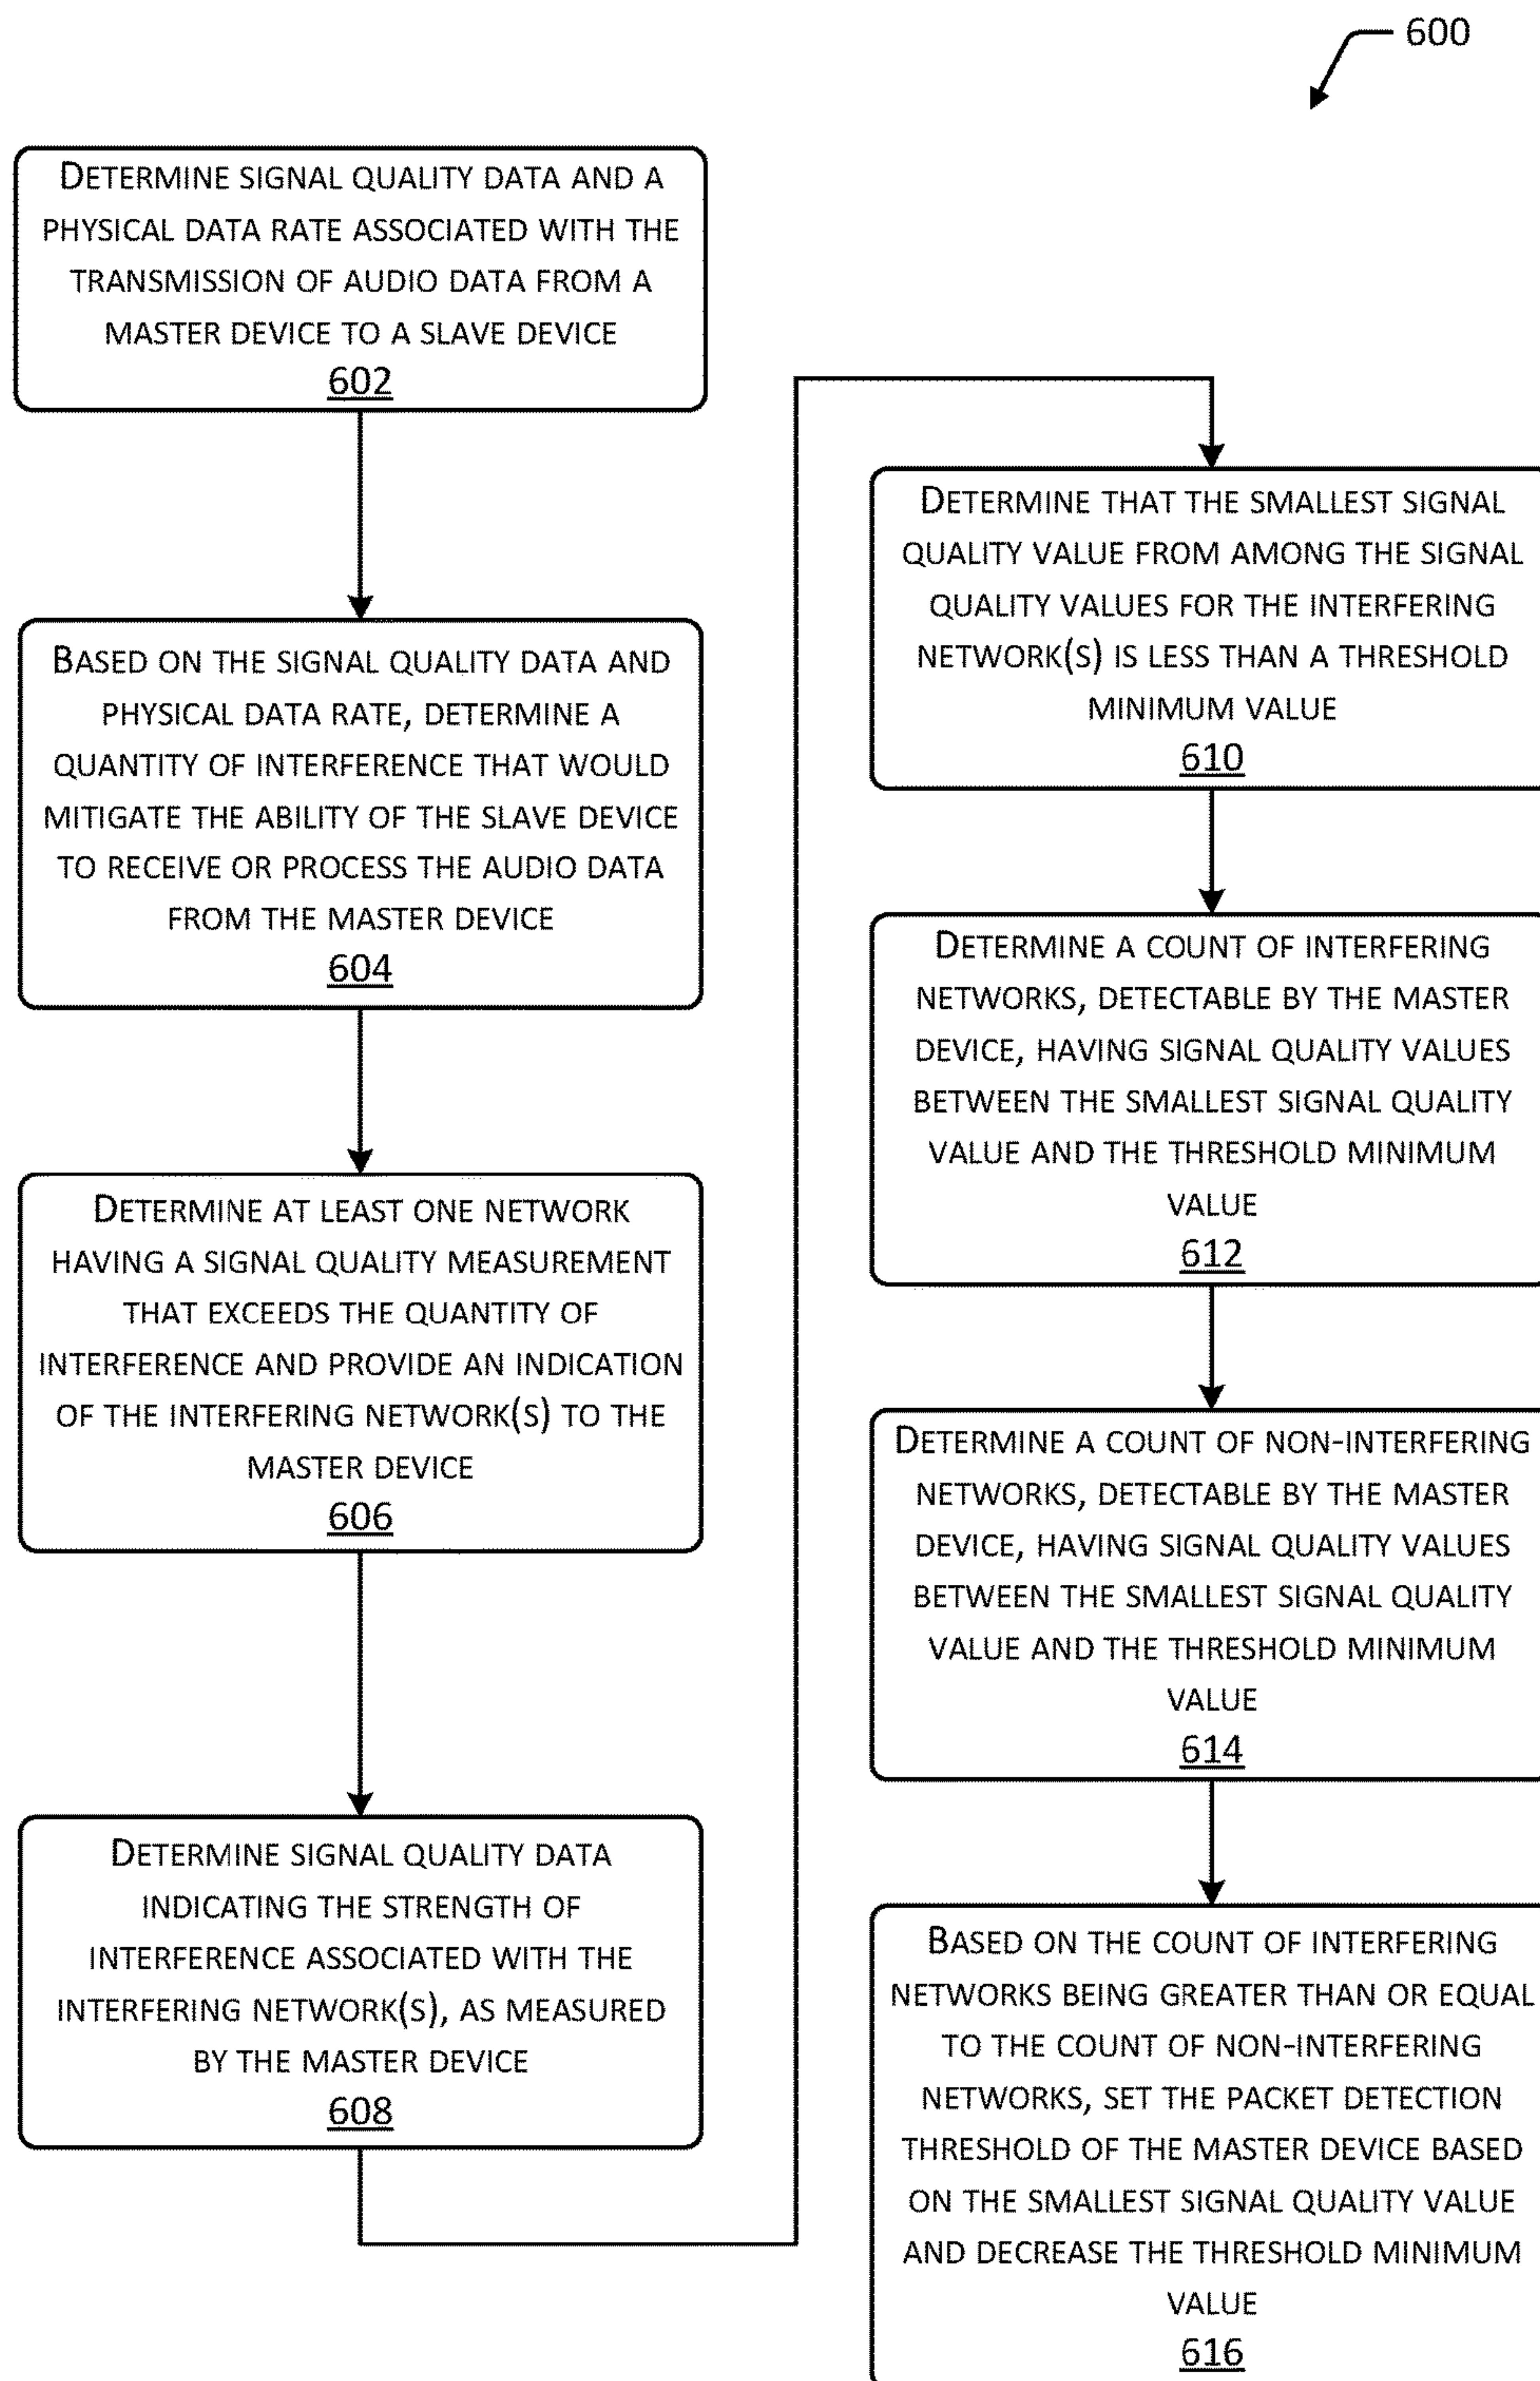 600
DETERMINE SIGNAL QUALITY DATA AND A
PHYSICAL DATA RATE ASSOCIATED WITH THE
TRANSMISSION OF AUDIO DATA FROM A
MASTER DEVICE TO A SLAVE DEVICE
602
BASED ON THE SIGNAL QUALITY DATA AND
PHYSICAL DATA RATE, DETERMINE A
QUANTITY OF INTERFERENCE THAT WOULD
MITIGATE THE ABILITY OF THE SLAVE DEVICE
TO RECEIVE OR PROCESS THE AUDIO DATA
FROM THE MASTER DEVICE
604
DETERMINE AT LEAST ONE NETWORK
HAVING A SIGNAL QUALITY MEASUREMENT
THAT EXCEEDS THE QUANTITY OF
INTERFERENCE AND PROVIDE AN INDICATION
OF THE INTERFERING NETWORK(S) TO THE
MASTER DEVICE
606
DETERMINE SIGNAL QUALITY DATA
INDICATING THE STRENGTH OF
INTERFERENCE ASSOCIATED WITH THE
INTERFERING NETWORK(S), AS MEASURED
BY THE MASTER DEVICE
608
DETERMINE THAT THE SMALLEST SIGNAL
QUALITY VALUE FROM AMONG THE SIGNAL
QUALITY VALUES FOR THE INTERFERING
NETWORK(S) IS LESS THAN A THRESHOLD
MINIMUM VALUE
610
DETERMINE A COUNT OF INTERFERING
NETWORKS, DETECTABLE BY THE MASTER
DEVICE, HAVING SIGNAL QUALITY VALUES
BETWEEN THE SMALLEST SIGNAL QUALITY
VALUE AND THE THRESHOLD MINIMUM
VALUE
612
DETERMINE A COUNT OF NON-INTERFERING
NETWORKS, DETECTABLE BY THE MASTER
DEVICE, HAVING SIGNAL QUALITY VALUES
BETWEEN THE SMALLEST SIGNAL QUALITY
VALUE AND THE THRESHOLD MINIMUM
VALUE
614
BASED ON THE COUNT OF INTERFERING
NETWORKS BEING GREATER THAN OR EQUAL
TO THE COUNT OF NON-INTERFERING
NETWORKS, SET THE PACKET DETECTION
THRESHOLD OF THE MASTER DEVICE BASED
ON THE SMALLEST SIGNAL QUALITY VALUE
AND DECREASE THE THRESHOLD MINIMUM
VALUE
616